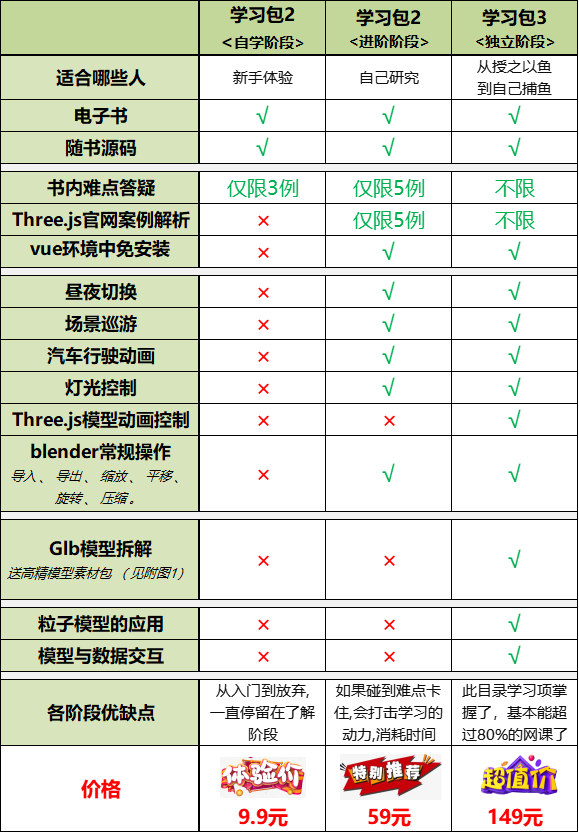 学习包2 学习包2 学习包3
<自学阶段> <进阶阶段> <独立阶段>
适合哪些人 新手体验 自己研究 从授之以鱼
到自己捕鱼
电子书 √ √ √
随书源码 √ √ √
书内难点答疑 仅限3例 仅限5例 不限
Three.js官网案例解析 × 仅限5例 不限
vue环境中免安装 × √ √
昼夜切换 × √ √
场景巡游 × √ √
汽车行驶动画 × √ √
灯光控制 × √ √
Three.js模型动画控制 × × √
blender常规操作 × √ √
导入、导出、缩放、平移、
旋转、压缩。
Glb模型拆解 × × √
送高精模型素材包（见附图1）
粒子模型的应用 × × √
模型与数据交互 × × √
各阶段优缺点
从入门到放弃,
一直停留在了解
阶段
如果碰到难点卡
住,会打击学习的
动力,消耗时间
此目录学习项掌
握了，基本能超
过80%的网课了
价格
体验价 特别推荐 超值价
9.9元 59元 149元